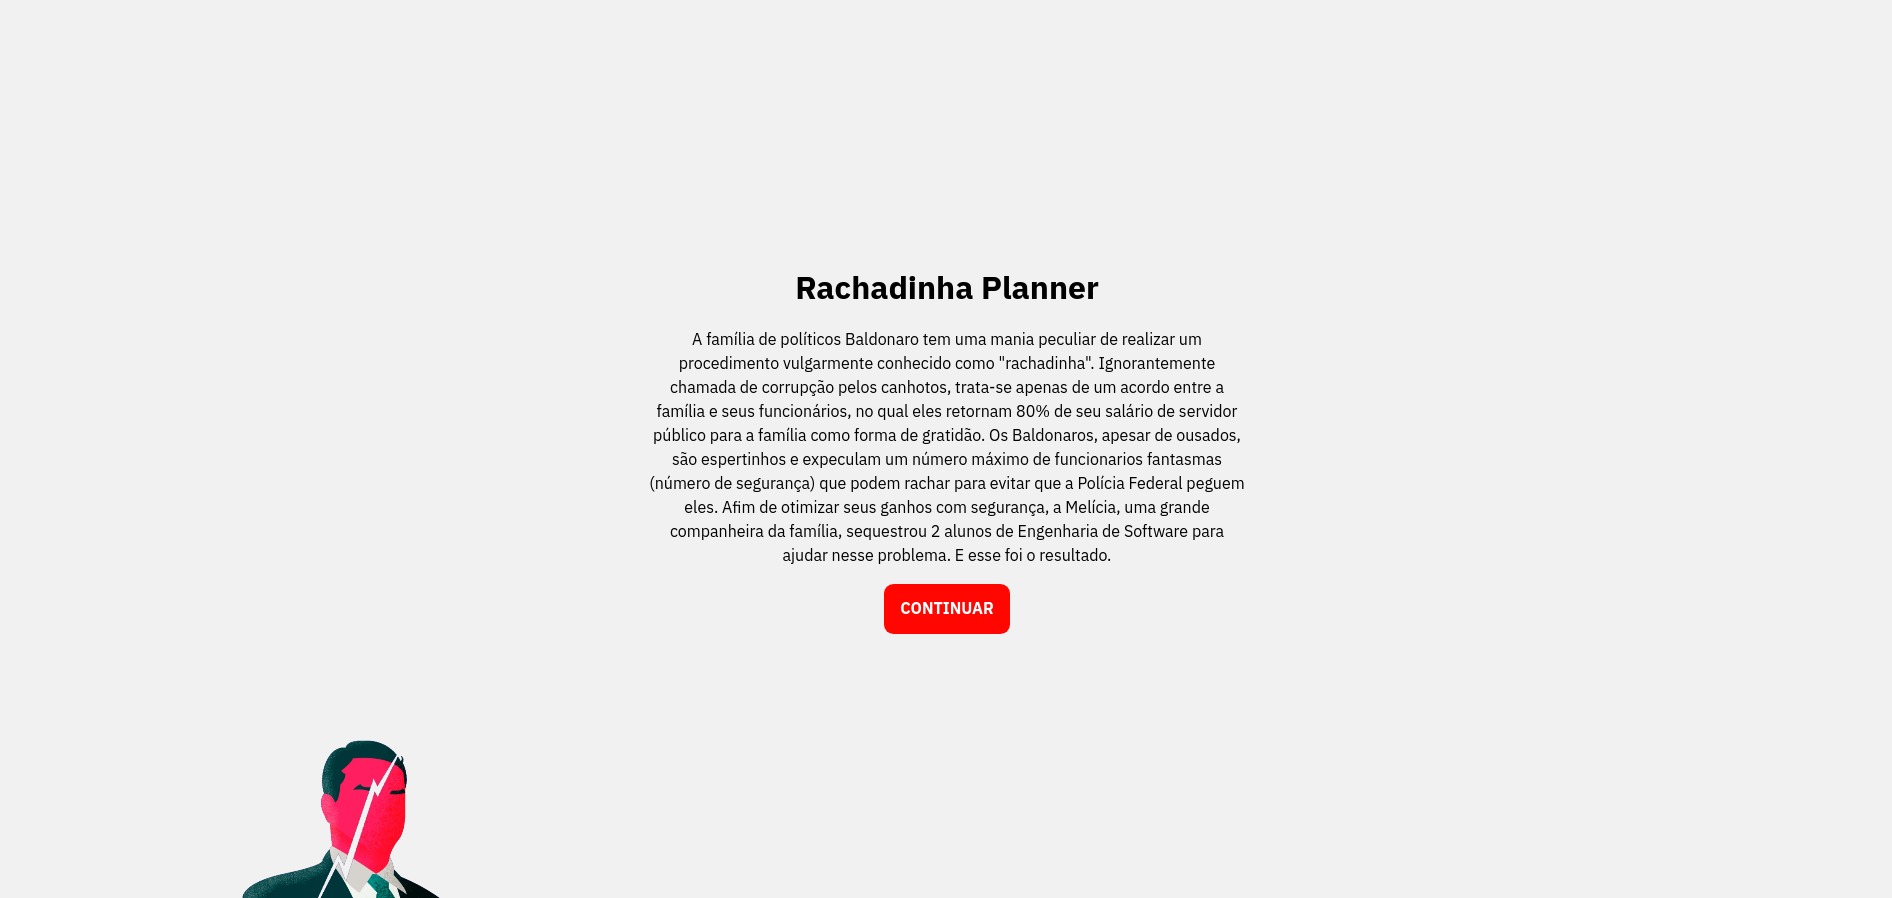 Rachadinha Planner
A família de políticos Baldonaro tem uma mania peculiar de realizar um
procedimento vulgarmente conhecido como "rachadinha". Ignorantemente
chamada de corrupção pelos canhotos, trata-se apenas de um acordo entre a
família e seus funcionários, no qual eles retornam 80% de seu salário de servidor
público para a família como forma de gratidão. Os Baldonaros, apesar de ousados,
são espertinhos e expeculam um número máximo de funcionarios fantasmas
(número de segurança) que podem rachar para evitar que a Polícia Federal peguem
eles. Afim de otimizar seus ganhos com segurança, a Melícia, uma grande
companheira da família, sequestrou 2 alunos de Engenharia de Software para
ajudar nesse problema. E esse foi o resultado.
CONTINUAR